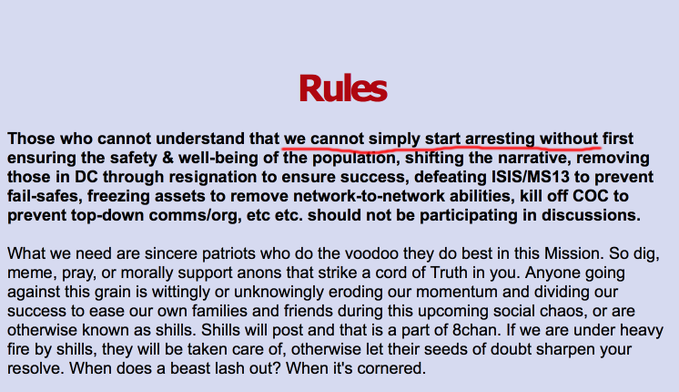 Rules
Those who cannot understand that we cannot simply start arresting without first
ensuring the safety & well-being of the population, shifting the narrative, removing
those in DC through resignation to ensure success, defeating ISIS/MS13 to prevent
fail-safes, freezing assets to remove network-to-network abilities, kill off COC to
prevent top-down comms/org, etc etc. should not be participating in discussions.
What we need are sincere patriots who do the voodoo they do best in this Mission. So dig,
meme, pray, or morally support anons that strike a cord of Truth in you. Anyone going
against this grain is wittingly or unknowingly eroding our momentum and dividing our
success to ease our own families and friends during this upcoming social chaos, or are
otherwise known as shills. Shills will post and that is a part of 8chan. If we are under heavy
fire by shills, they will be taken care of, otherwise let their seeds of doubt sharpen your
resolve. When does a beast lash out? When it's cornered.